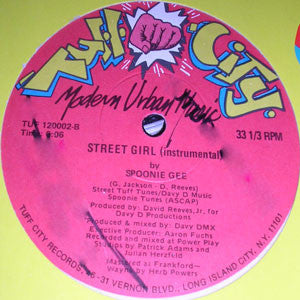 Tuff City
Modern Urban Music
TUF 120002-B
Time: 6:06
33 1/3 RPM
STREET GIRL (instrumental)
by
SPOONIE GEE
(G. Jackson - D. Reeves)
Street Tuff Tunes/Davy D Music
Spoonie Tunes (ASCAP)
Produced by: David Reeves, Jr. for
Davy D Productions
Arranged by: Davy DMX
Executive Producer: Aaron Fuchs
Recorded and mixed at Power Play
Studios by Patrick Adams and
Julian Herzfeld
Mastered at Frankford-
Wayne by Herb Powers
TUFF CITY RECORDS, 46-31 VERNON BLVD., LONG ISLAND CITY, N.Y. 11101